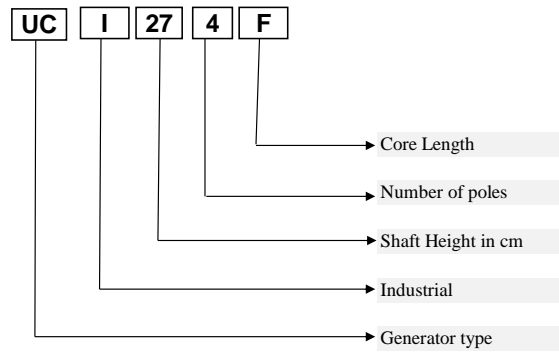 UC I 27 4 F
Core Length
Number of poles
Shaft Height in cm
Industrial
Generator type